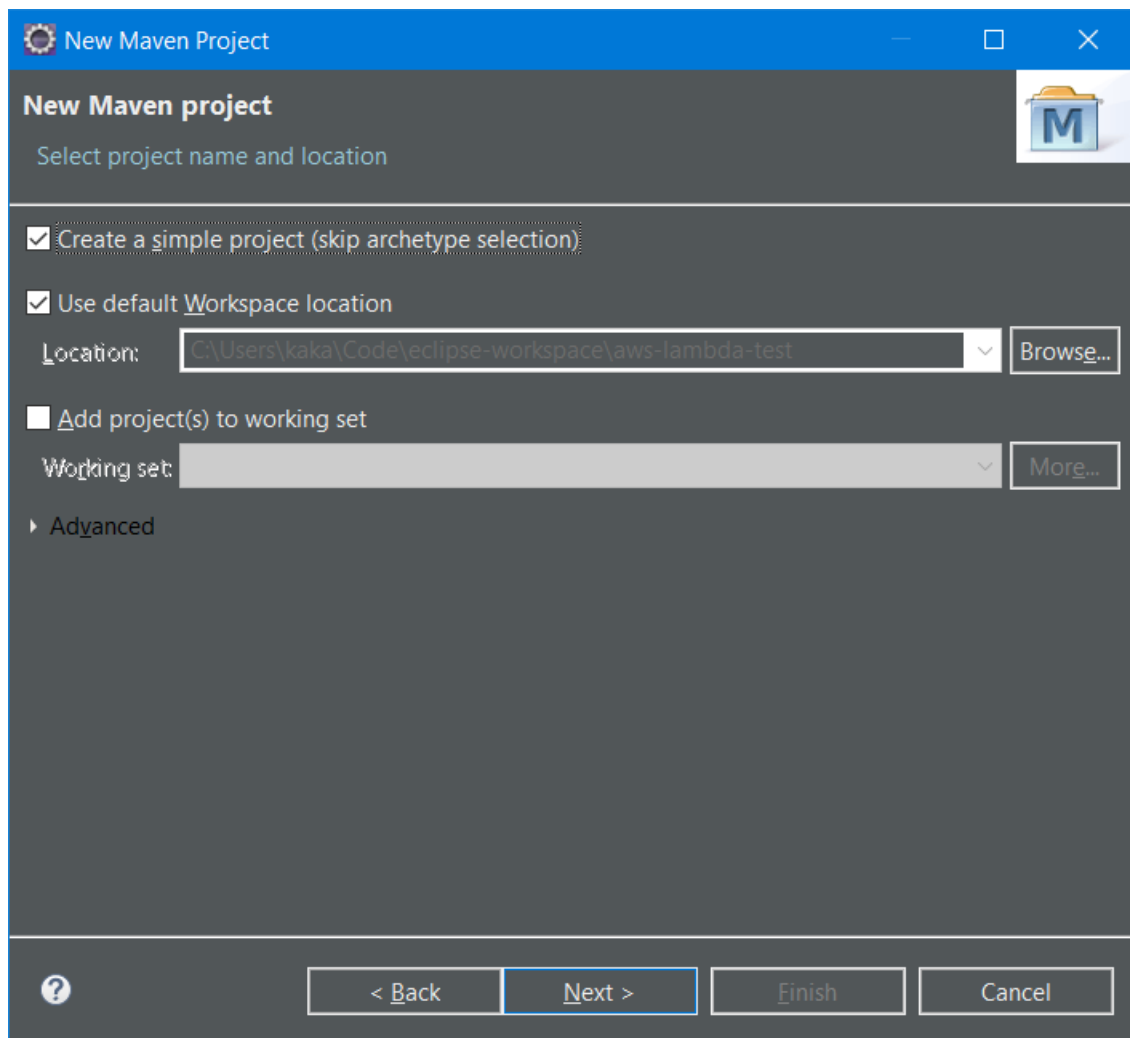 New Maven Project
New Maven project
M
Select project name and location
Create a simple project (skip archetype selection)
Use default Workspace location
Location: C:\Users\kaka\Code\eclipse-workspace\aws-lambda-test Browse...
Add project(s) to working set
Working set: More...
Advanced
? < Back Next > Finish Cancel